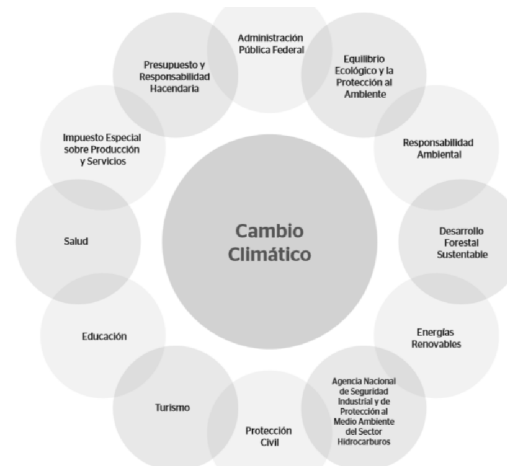 Administración
Pública Federal
Equilibrio
Ecológico y la
Protección al
Ambiente
Responsabilidad
Ambiental
Desarrollo
Forestal
Sustentable
Energías
Renovables
Agencia Nacional
de Seguridad
Industrial y de
Protección al
Medio Ambiente
del Sector
Hidrocarburos
Protección
Civil
Turismo
Educación
Salud
Impuesto Especial
sobre Producción
y Servicios
Presupuesto y
Responsabilidad
Hacendaria
Cambio
Climático